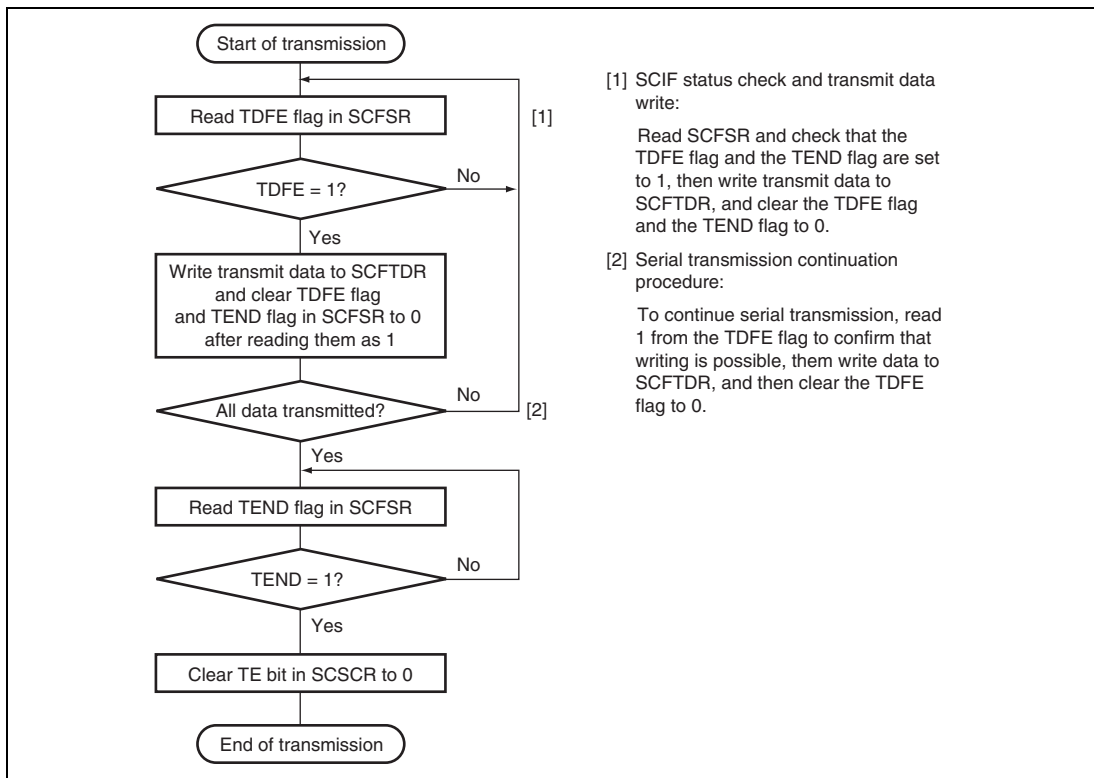 Start of transmission
Read TDFE flag in SCFSR
[1]
TDFE = 1?
No
Yes
Write transmit data to SCFTDR
and clear TDFE flag
and TEND flag in SCFSR to 0
after reading them as 1
All data transmitted?
No
[2]
Yes
Read TEND flag in SCFSR
TEND = 1?
No
Yes
Clear TE bit in SCSCR to 0
End of transmission
[1] SCIF status check and transmit data
write:
Read SCFSR and check that the
TDFE flag and the TEND flag are set
to 1, then write transmit data to
SCFTDR, and clear the TDFE flag
and the TEND flag to 0.
[2] Serial transmission continuation
procedure:
To continue serial transmission, read
1 from the TDFE flag to confirm that
writing is possible, them write data to
SCFTDR, and then clear the TDFE
flag to 0.